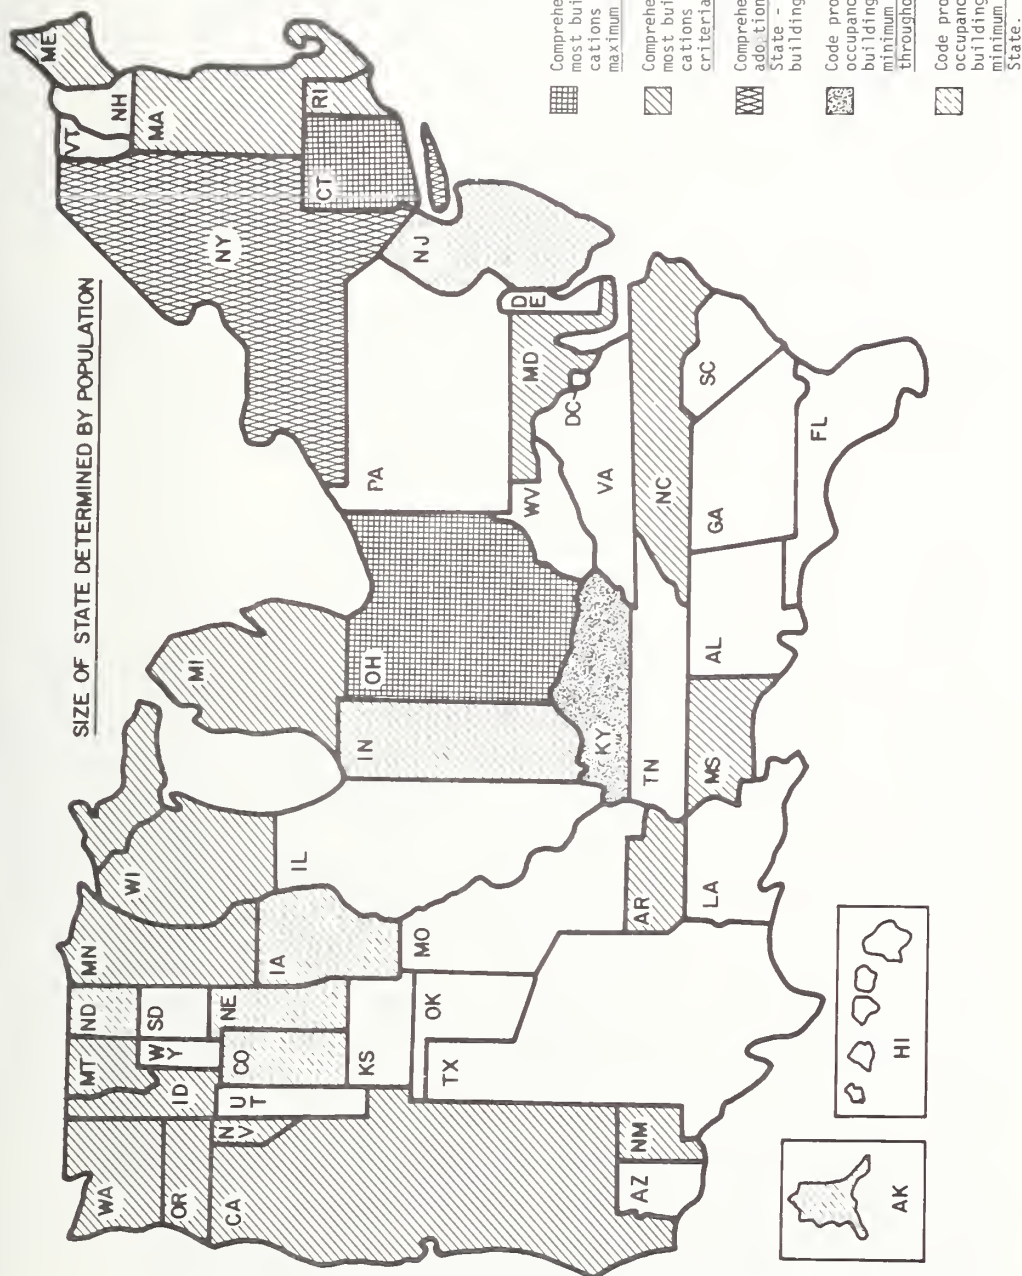 SIZE OF STATE DETERMINED BY POPULATION
WA
OR
CA
NV
ID
MT
WY
UT
AZ
NM
CO
ND
SD
NE
KS
OK
TX
MN
IA
MO
AR
LA
WI
IL
MI
IN
OH
KY
TN
MS
AL
GA
FL
SC
NC
VA
WV
DC
MD
DE
PA
NJ
NY
CT
RI
MA
VT
NH
ME
AK
HI
Comprehe
most buil
cations
maximum
Comprehe
most buil
cations
criteria
Comprehe
State -
building
Code pro
occupanc
building
minimum
througho
Code pro
occupanc
building
minimum
State.